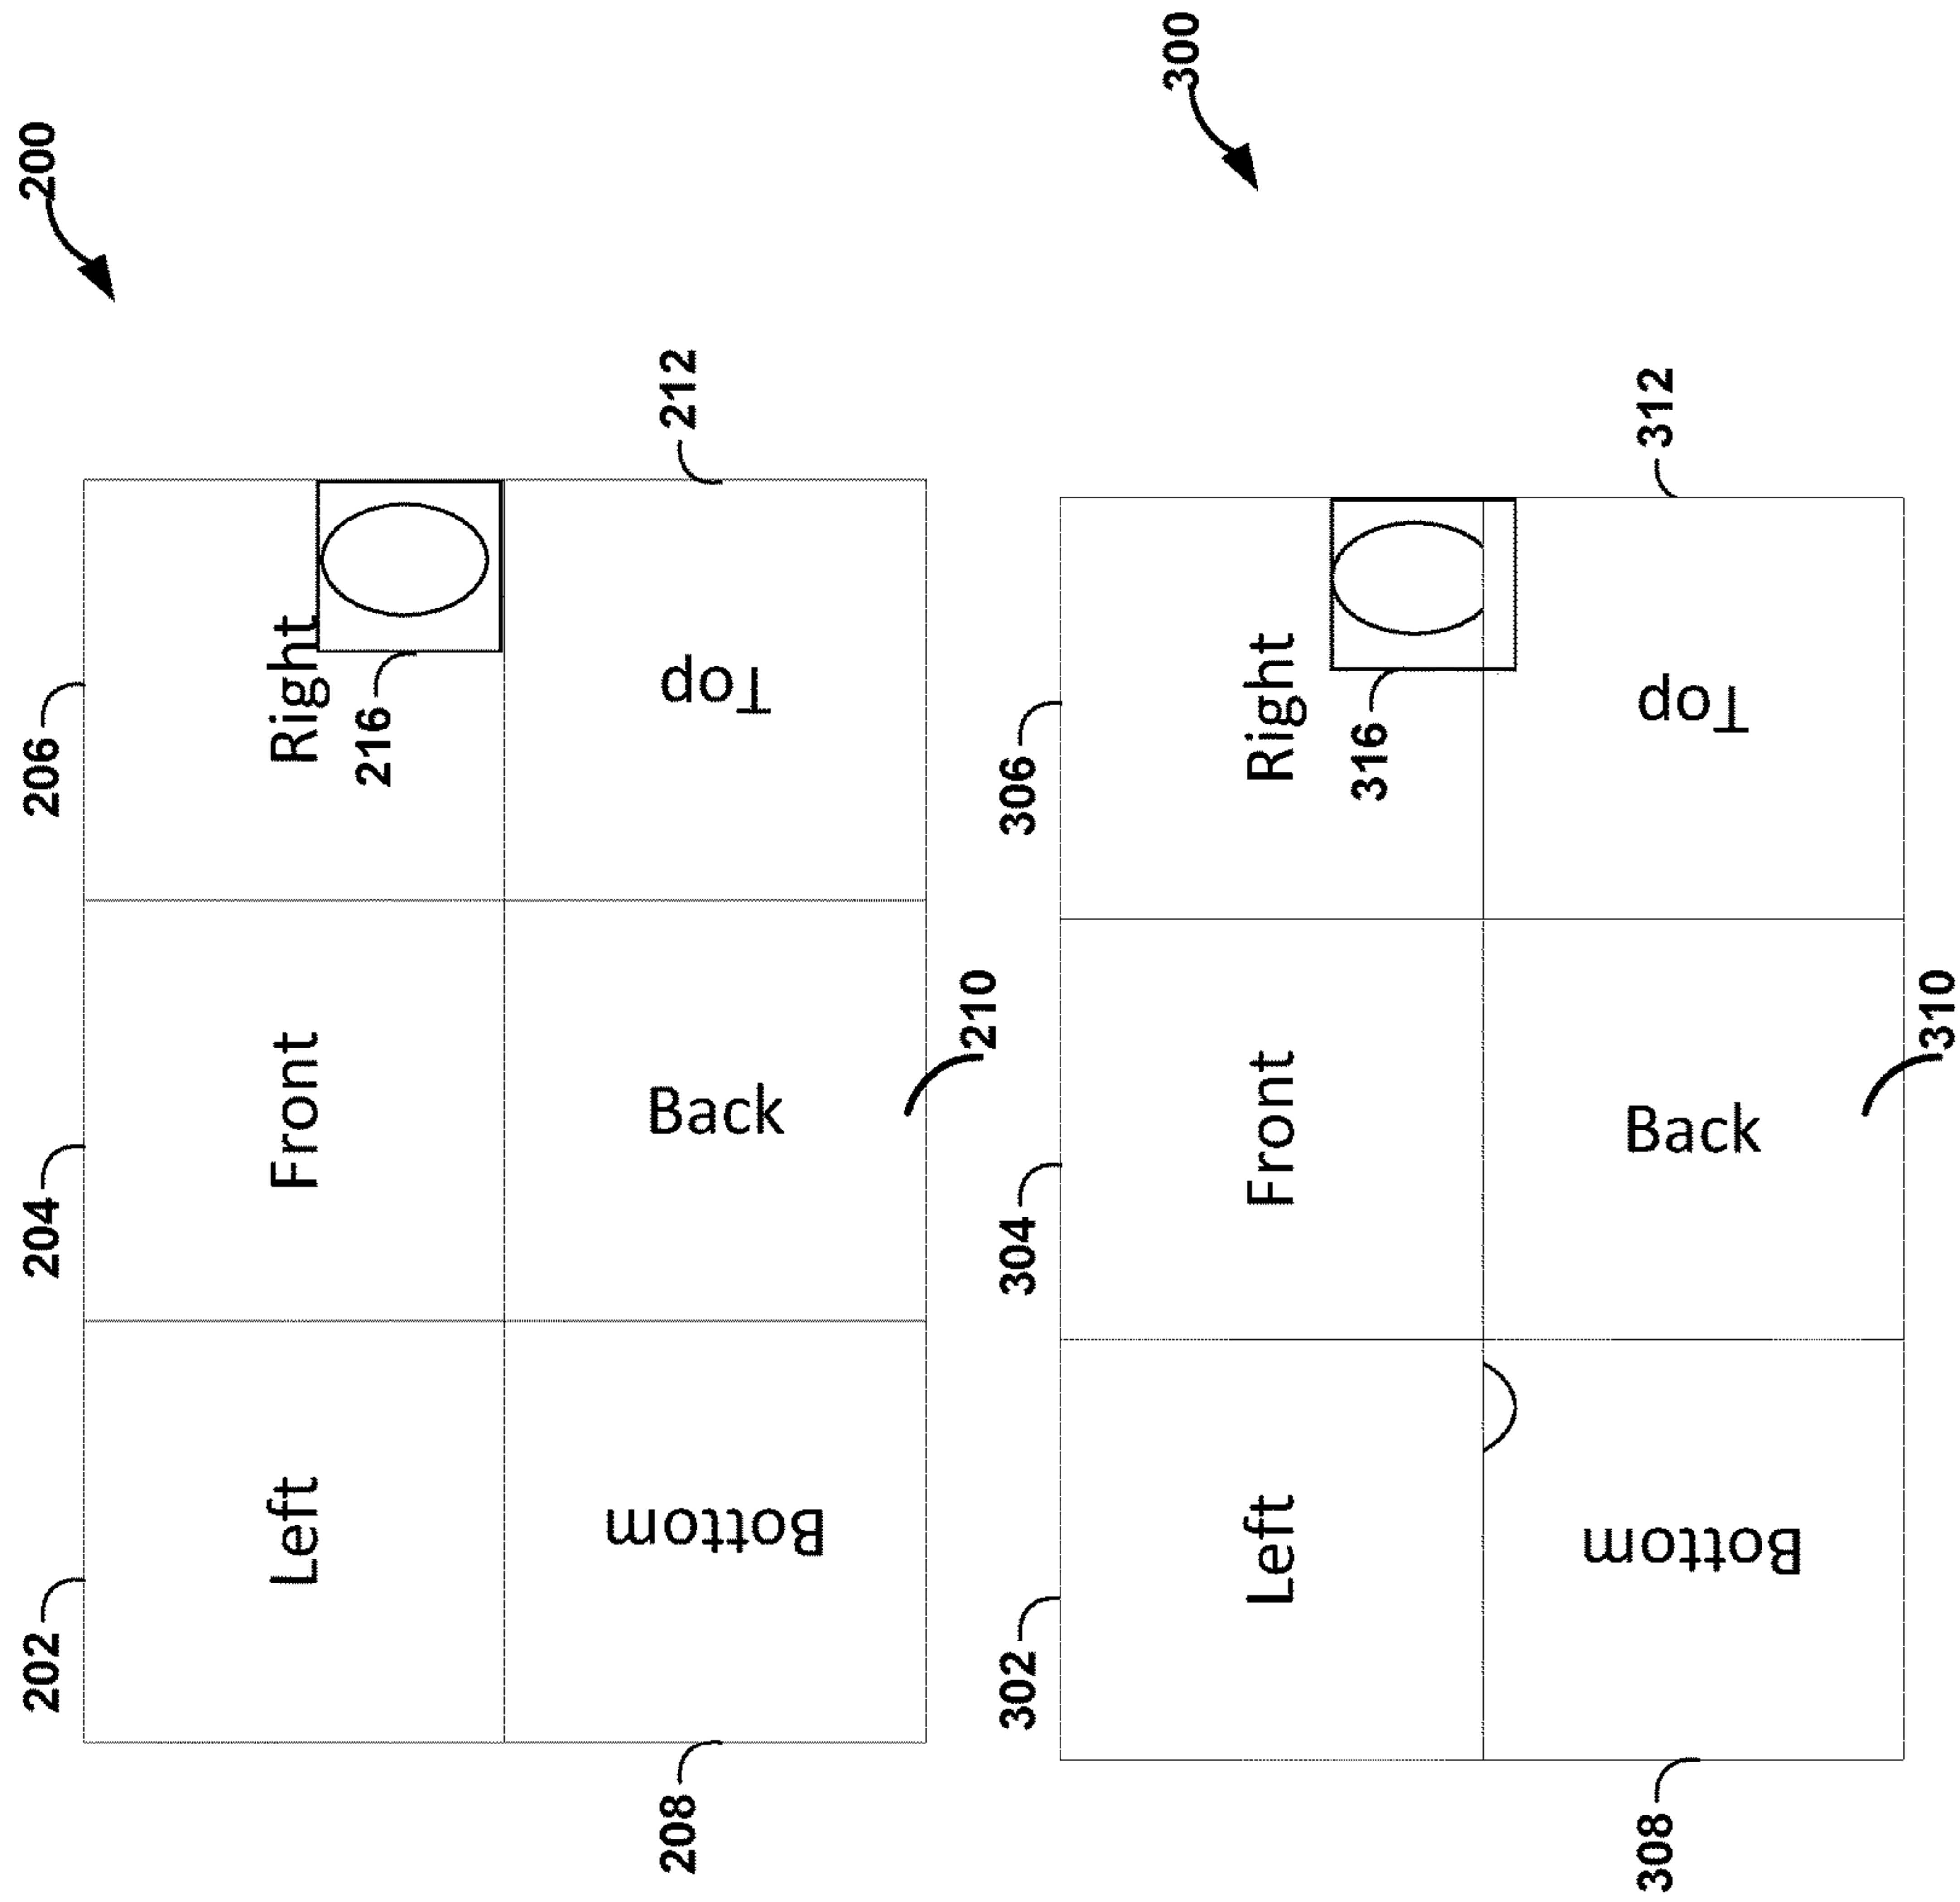 200
202
204
206
Left
Front
Right
216
Bottom
Back
Top
208
210
212
300
302
304
306
Left
Front
Right
316
Bottom
Back
Top
308
310
312